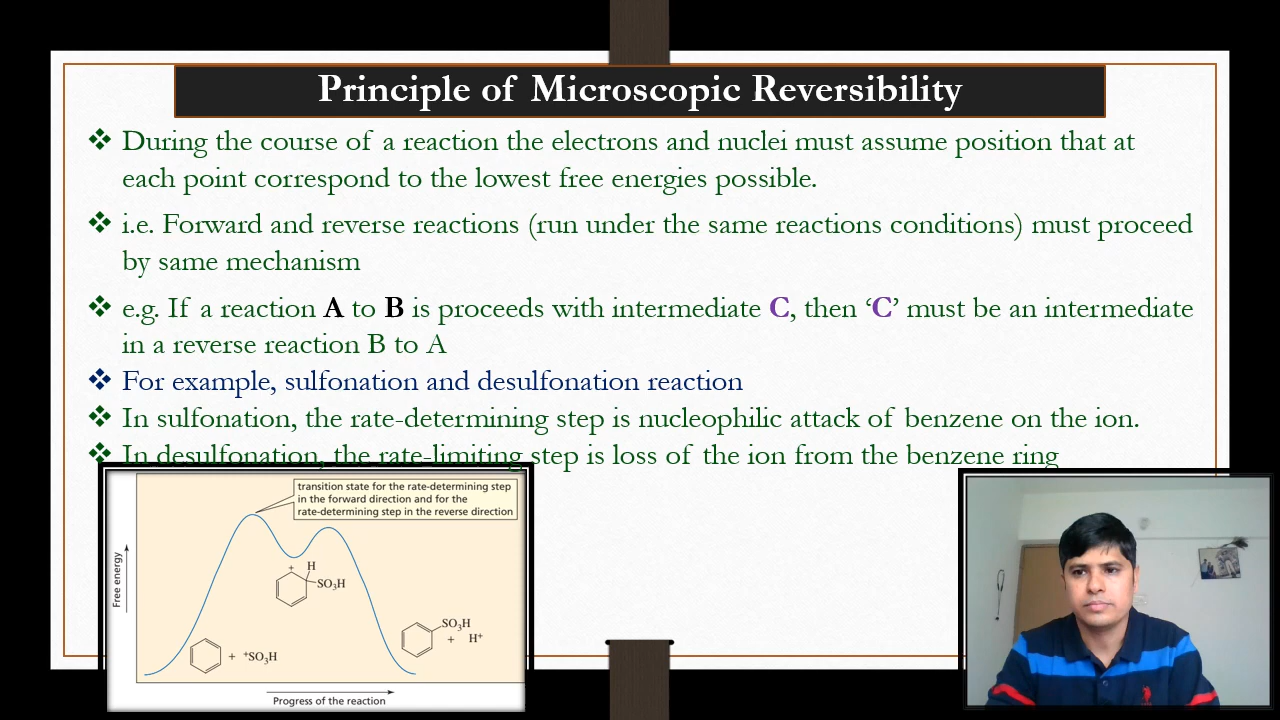 Principle of Microscopic Reversibility
During the course of a reaction the electrons and nuclei must assume position that at
each point correspond to the lowest free energies possible.
i.e. Forward and reverse reactions (run under the same reactions conditions) must proceed
by same mechanism
e.g. If a reaction A to B is proceeds with intermediate C, then ‘C’ must be an intermediate
in a reverse reaction B to A
For example, sulfonation and desulfonation reaction
In sulfonation, the rate-determining step is nucleophilic attack of benzene on the ion.
In desulfonation, the rate-limiting step is loss of the ion from the benzene ring
transition state for the rate-determining step
in the forward direction and for the
rate-determining step in the reverse direction
Free energy
+ H
SO₃H
SO₃H
+ H⁺
+ ⁺SO₃H
Progress of the reaction